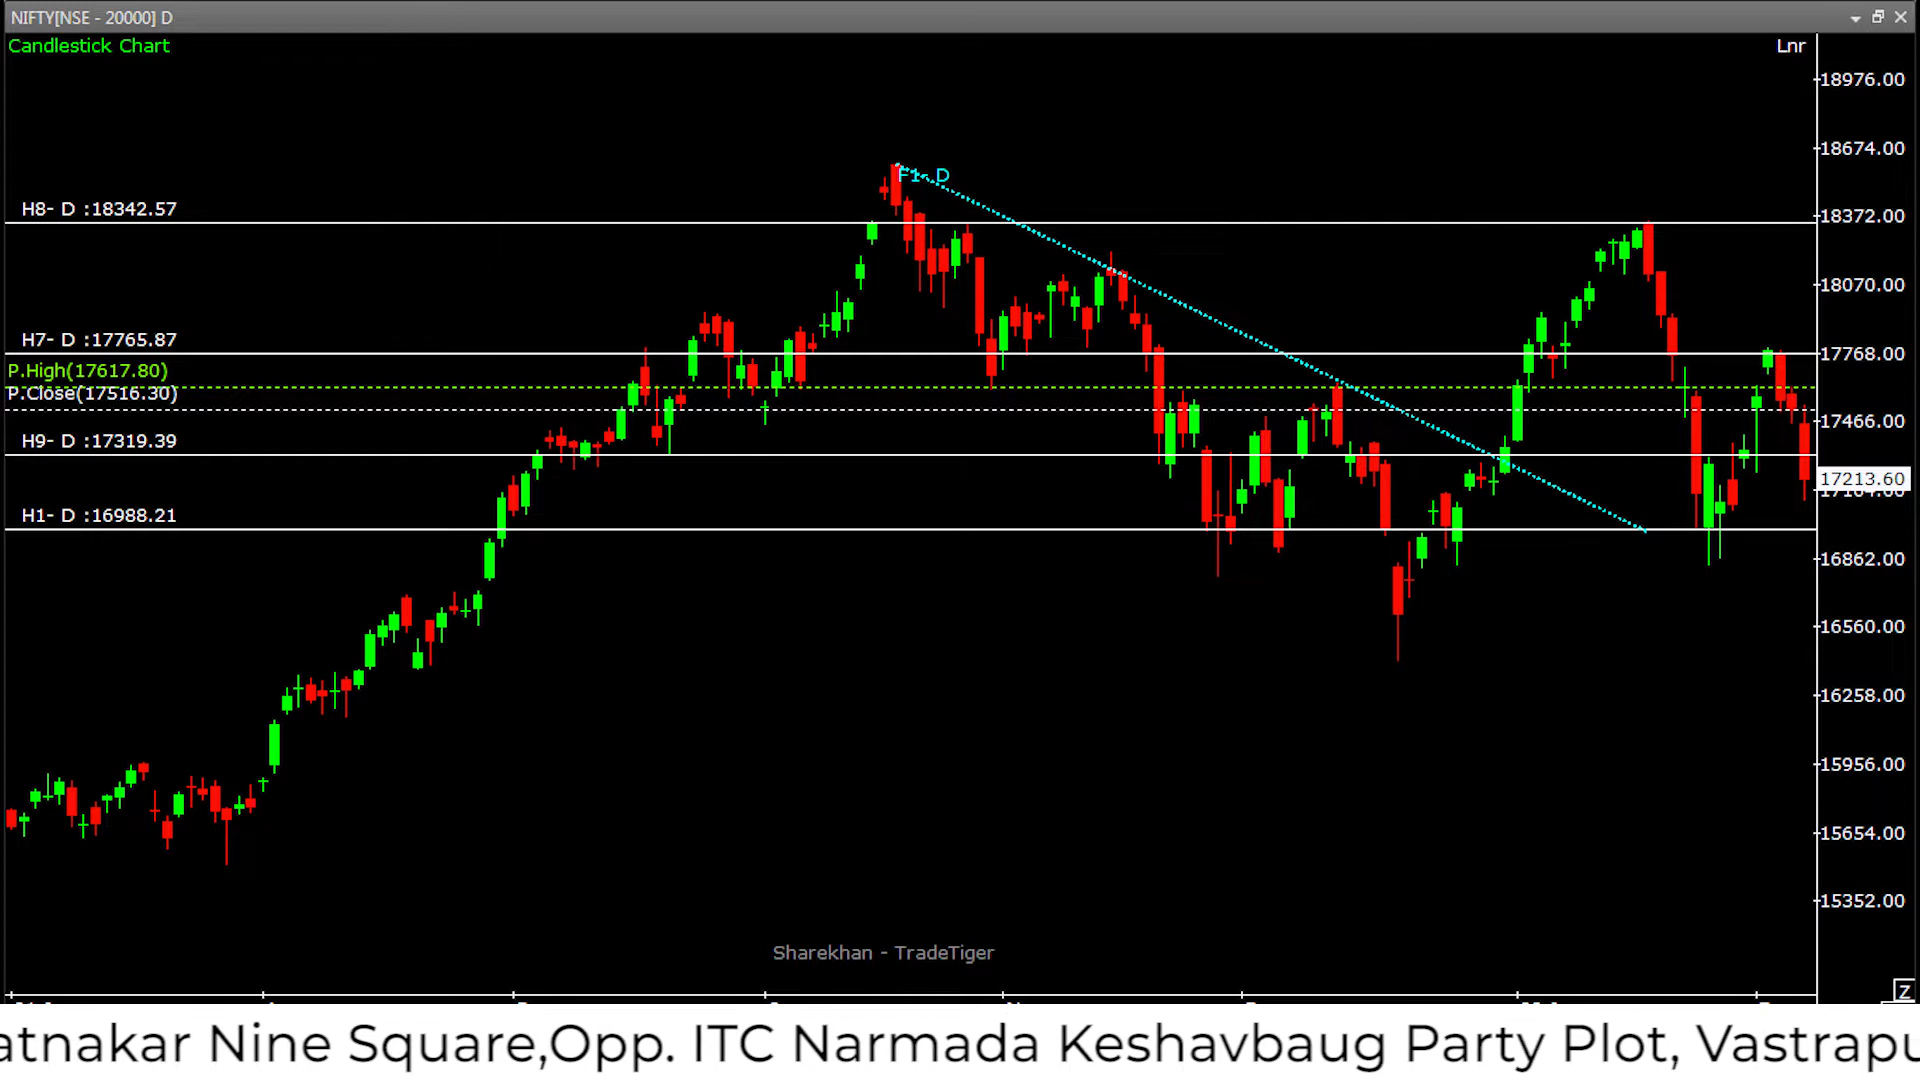 NIFTY[NSE - 20000] D
Candlestick Chart
Lnr
18976.00
18674.00
F1- D
H8- D :18342.57
18372.00
18070.00
H7- D :17765.87
17768.00
P.High(17617.80)
P.Close(17516.30)
17466.00
H9- D :17319.39
17213.60
H1- D :16988.21
16862.00
16560.00
16258.00
15956.00
15654.00
15352.00
Sharekhan - TradeTiger
Z
atnakar Nine Square,Opp. ITC Narmada Keshavbaug Party Plot, Vastrapu